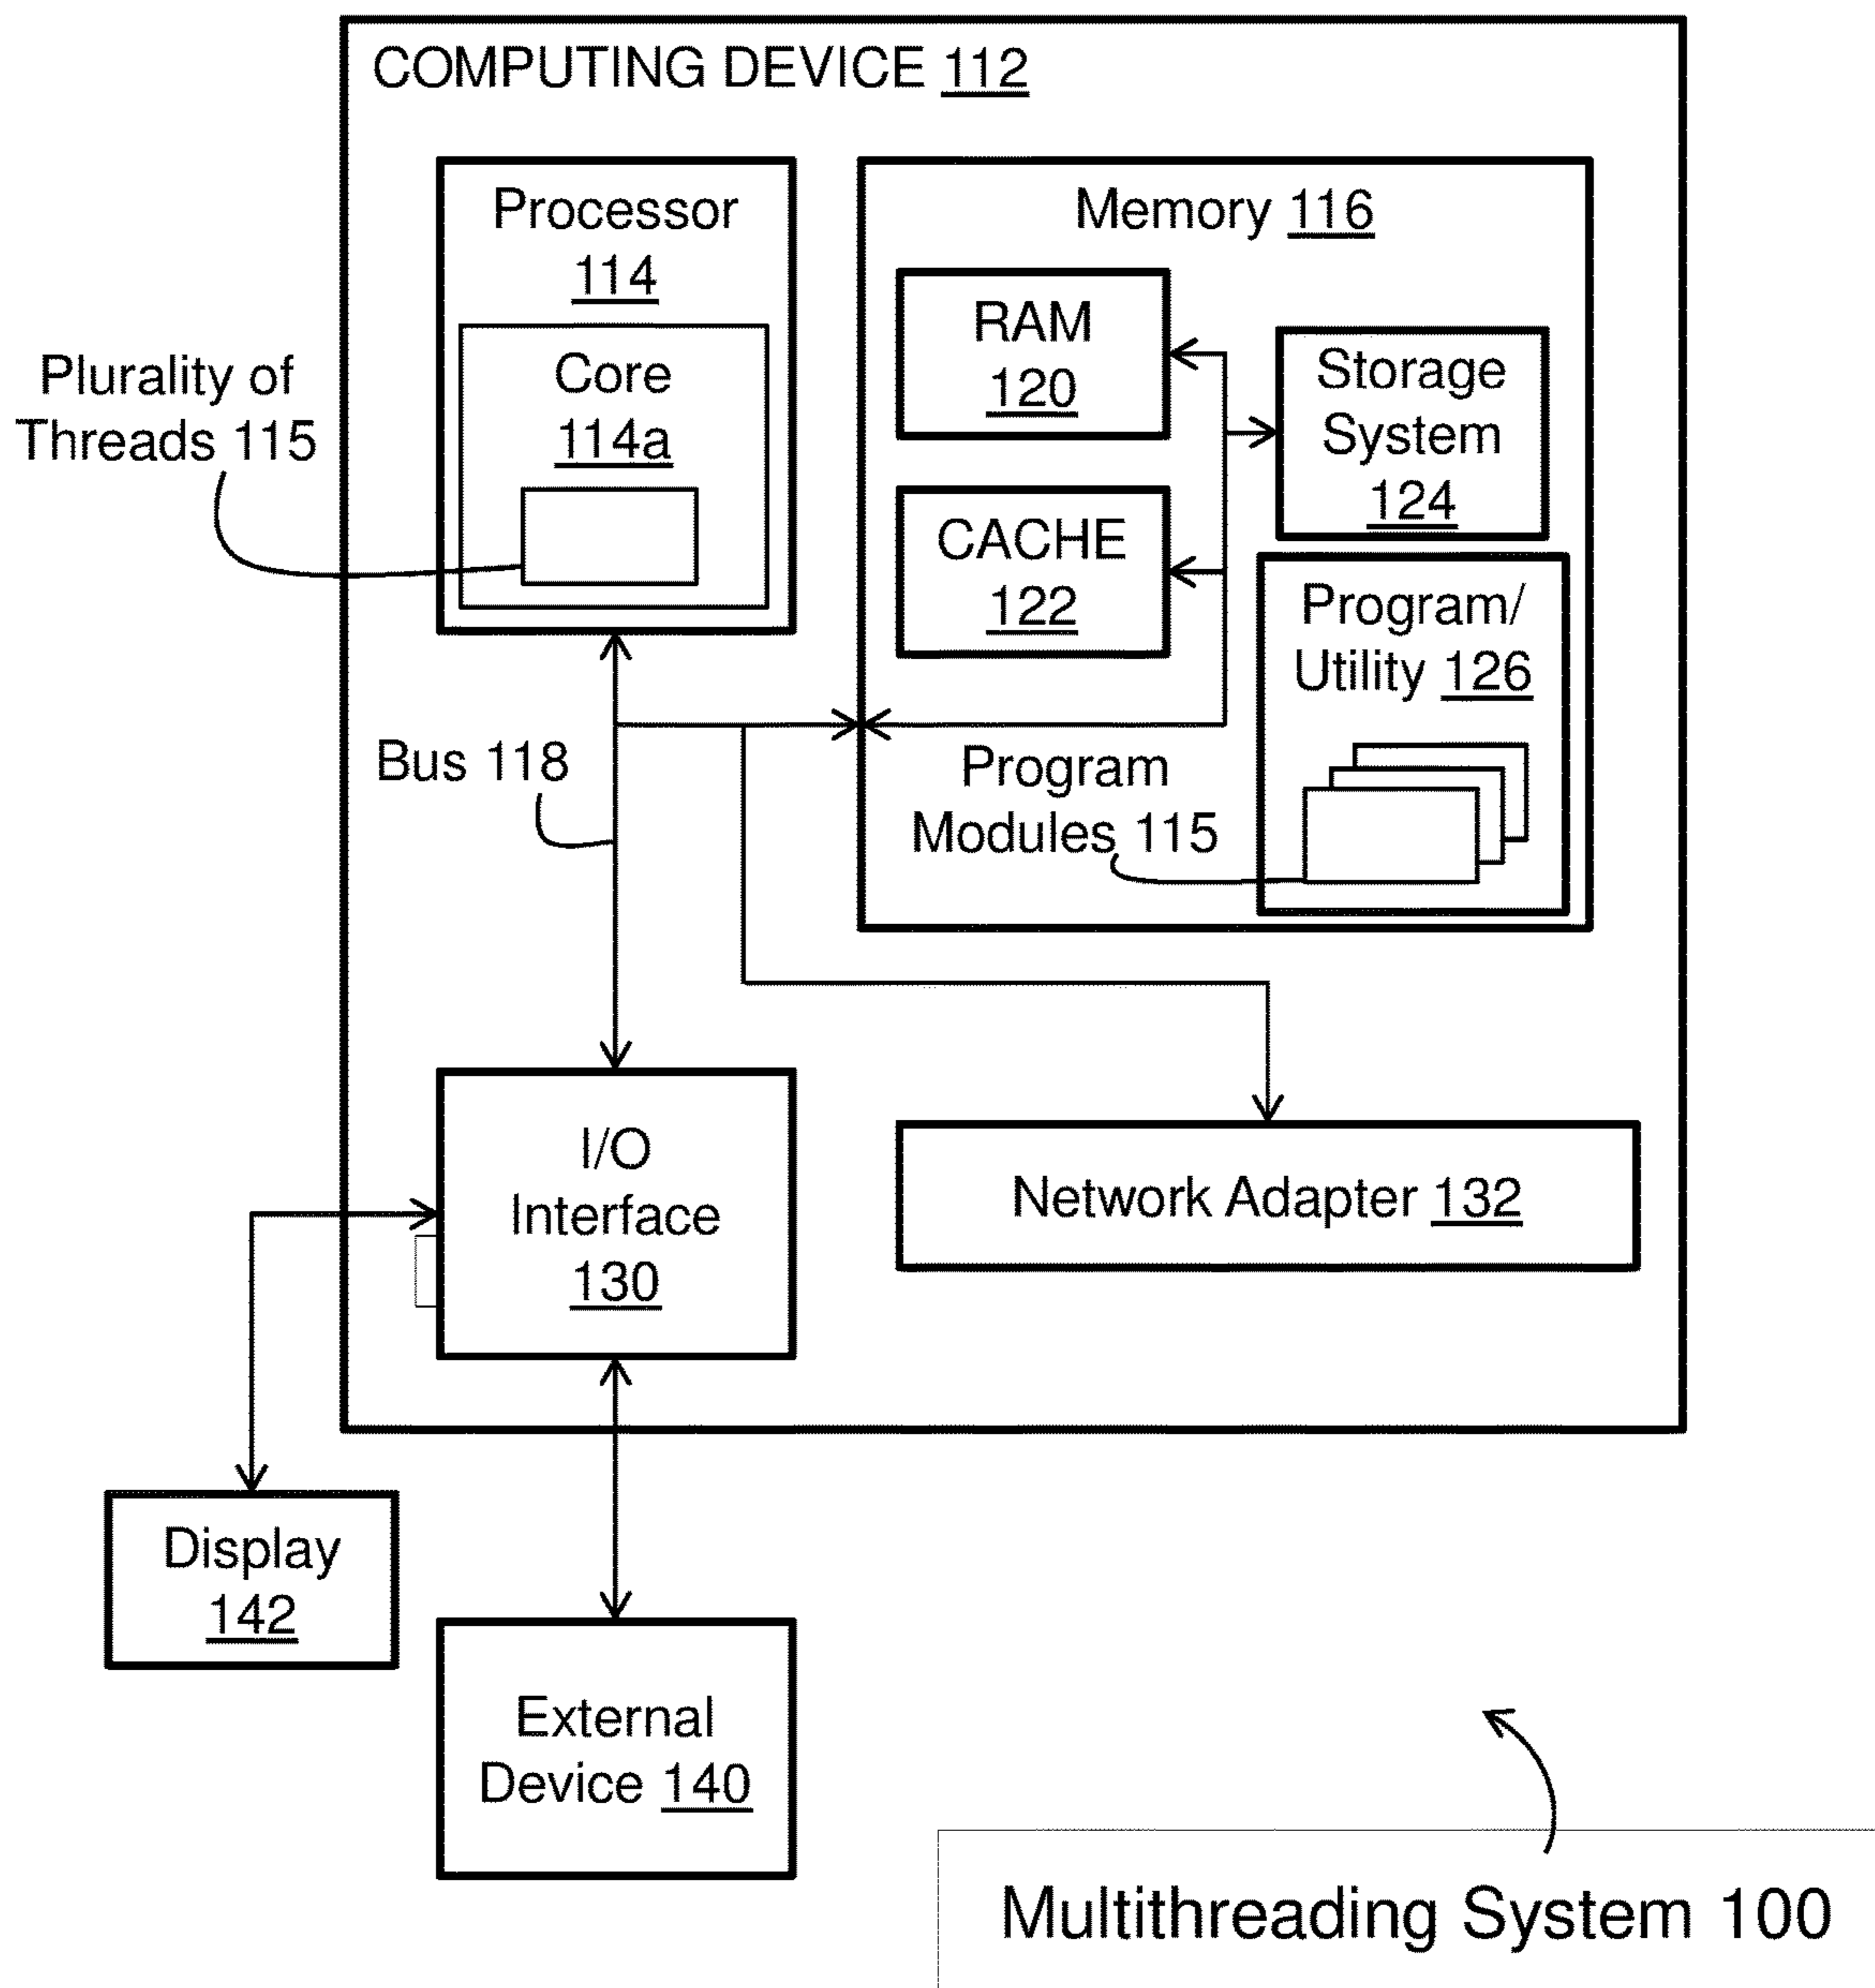 COMPUTING DEVICE 112
Processor
114
Core
114a
Plurality of
Threads 115
Memory 116
RAM
120
CACHE
122
Storage
System
124
Program/
Utility 126
Program
Modules 115
Bus 118
I/O
Interface
130
Network Adapter 132
Display
142
External
Device 140
Multithreading System 100